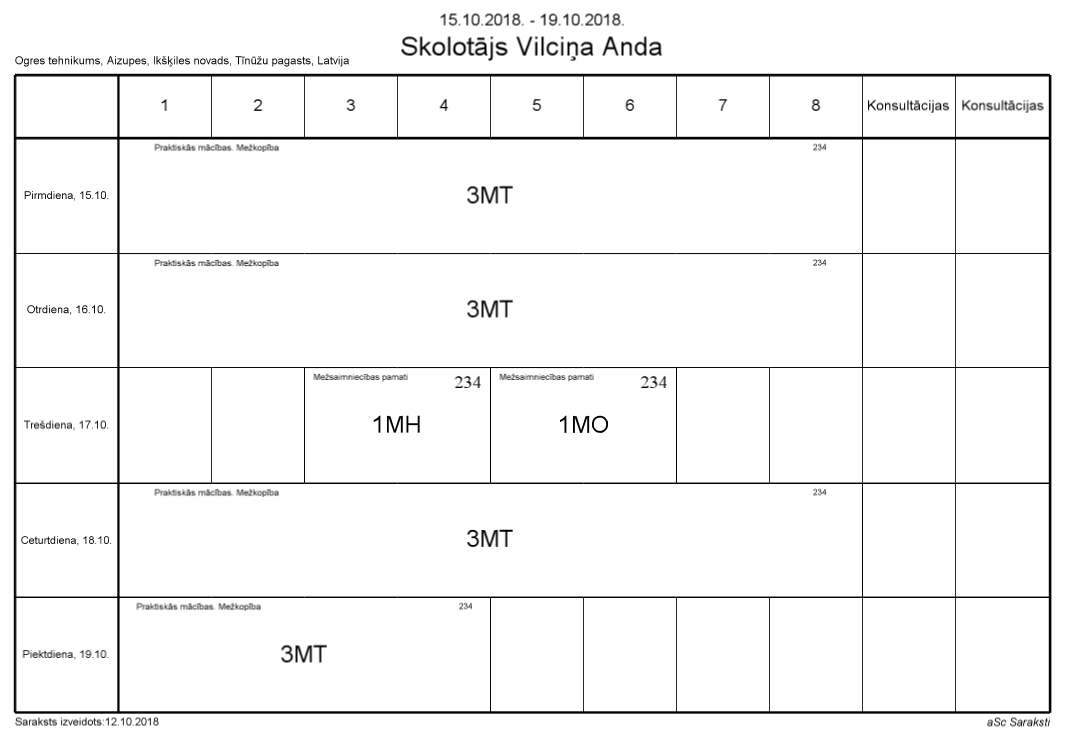 15.10.2018. - 19.10.2018.
Skolotājs Vilciņa Anda
Ogres tehnikums, Aizupes, Ikšķiles novads, Tīnūžu pagasts, Latvija
1 2 3 4 5 6 7 8 Konsultācijas Konsultācijas
Praktiskās mācības. Mežkopība 234
Pirmdiena, 15.10. 3MT
Praktiskās mācības. Mežkopība 234
Otrdiena, 16.10. 3MT
Mežsaimniecības pamati 234 Mežsaimniecības pamati 234
Trešdiena, 17.10. 1MH 1MO
Praktiskās mācības. Mežkopība 234
Ceturtdiena, 18.10. 3MT
Praktiskās mācības. Mežkopība 234
Piektdiena, 19.10. 3MT
Saraksts izveidots:12.10.2018 aSc Saraksti